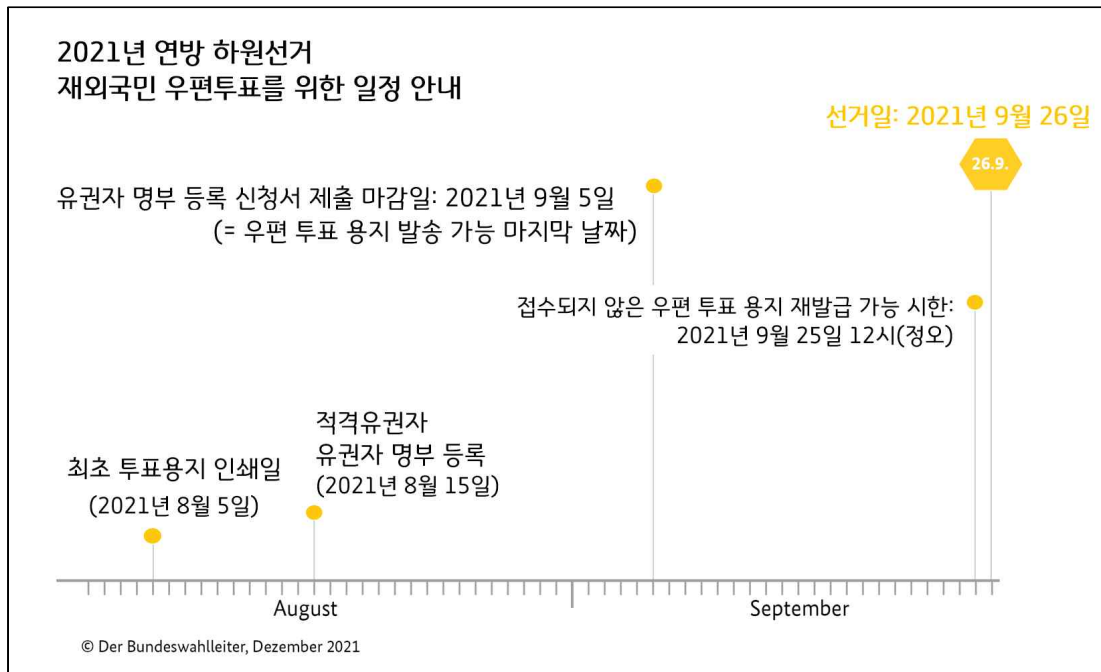 2021년 연방 하원선거
재외국민 우편투표를 위한 일정 안내
선거일: 2021년 9월 26일
26.9.
유권자 명부 등록 신청서 제출 마감일: 2021년 9월 5일
(= 우편 투표 용지 발송 가능 마지막 날짜)
접수되지 않은 우편 투표 용지 재발급 가능 시한:
2021년 9월 25일 12시(정오)
적격유권자
유권자 명부 등록
(2021년 8월 15일)
최초 투표용지 인쇄일
(2021년 8월 5일)
August
September
© Der Bundeswahlleiter, Dezember 2021